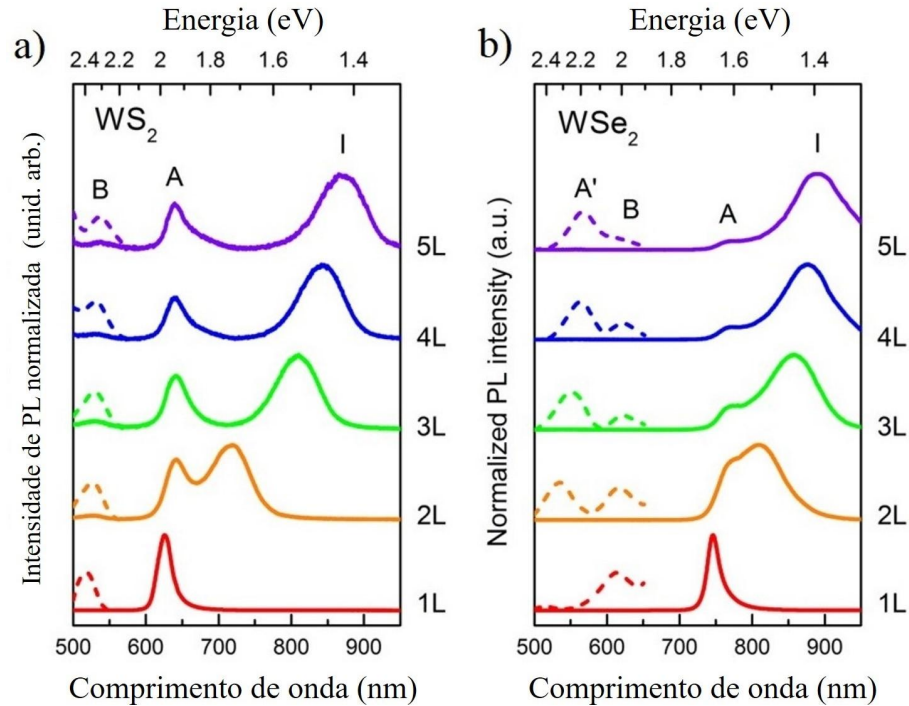 a)
Energia (eV)
2.4 2.2 2 1.8 1.6 1.4
Intensidade de PL normalizada (unid. arb.)
WS2
B
A
I
5L
4L
3L
2L
1L
500 600 700 800 900
Comprimento de onda (nm)
b)
Energia (eV)
2.4 2.2 2 1.8 1.6 1.4
Normalized PL intensity (a.u.)
WSe2
A'
B
A
I
5L
4L
3L
2L
1L
500 600 700 800 900
Comprimento de onda (nm)